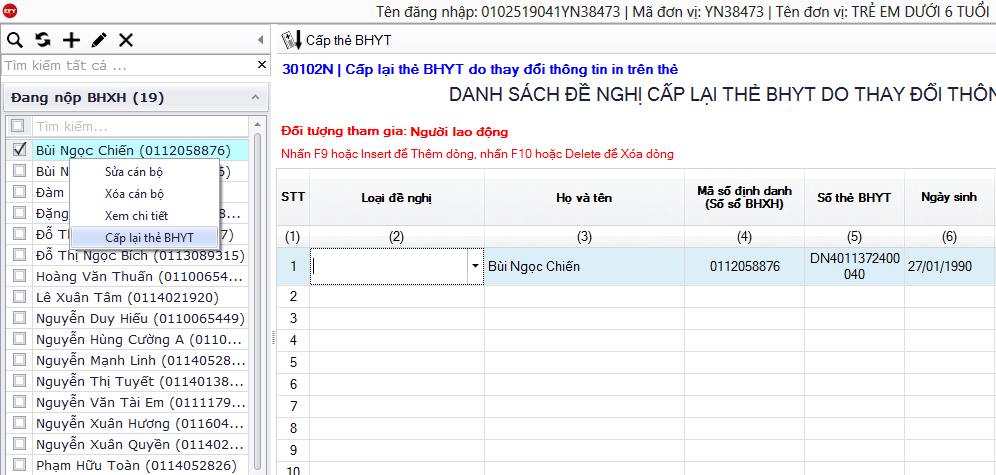 EFY
Tên đăng nhập: 0102519041YN38473 | Mã đơn vị: YN38473 | Tên đơn vị: TRẺ EM DƯỚI 6 TUỔI
Cấp thẻ BHYT
Tìm kiếm tất cả ...
30102N | Cấp lại thẻ BHYT do thay đổi thông tin in trên thẻ
DANH SÁCH ĐỀ NGHỊ CẤP LẠI THẺ BHYT DO THAY ĐỔI THÔN
Đang nộp BHXH (19)
Tìm kiếm...
Đối tượng tham gia: Người lao động
Nhấn F9 hoặc Insert để Thêm dòng, nhấn F10 hoặc Delete để Xóa dòng
Bùi Ngọc Chiến (0112058876)
Bùi N
Đàm
Đặng 8...
Đỗ Th 7)
Đỗ Thị Ngọc Bích (0113089315)
Hoàng Văn Thuấn (01100654...
Lê Xuân Tâm (0114021920)
Nguyễn Duy Hiếu (0110065449)
Nguyễn Hùng Cường A (0110...
Nguyễn Mạnh Linh (01140528...
Nguyễn Thị Tuyết (01140138...
Nguyễn Văn Tài Em (0111179...
Nguyễn Xuân Hương (011604...
Nguyễn Xuân Quyền (011402...
Phạm Hữu Toàn (0114052826)
Sửa cán bộ
Xóa cán bộ
Xem chi tiết
Cấp lại thẻ BHYT
STT Loại đề nghị Họ và tên Mã số định danh (Số sổ BHXH) Số thẻ BHYT Ngày sinh
(1) (2) (3) (4) (5) (6)
1 Bùi Ngọc Chiến 0112058876 DN4011372400040 27/01/1990
2
3
4
5
6
7
8
9
10